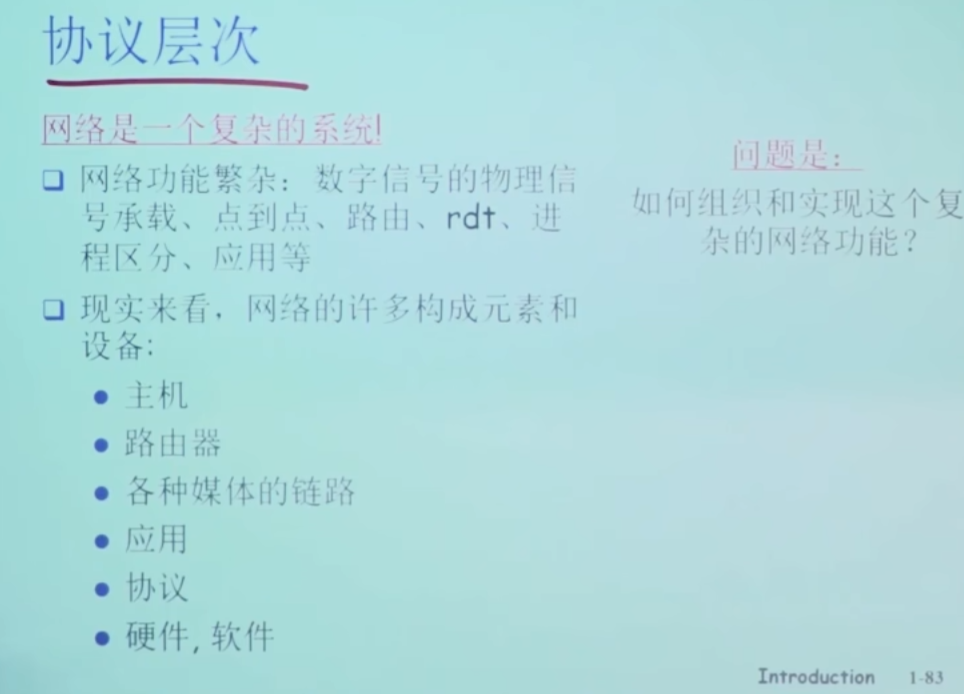 协议层次
网络是一个复杂的系统!
网络功能繁杂：数字信号的物理信
号承载、点到点、路由、rdt、进
程区分、应用等
现实来看，网络的许多构成元素和
设备:
主机
路由器
各种媒体的链路
应用
协议
硬件, 软件
问题是：
如何组织和实现这个复
杂的网络功能？
Introduction 1-83